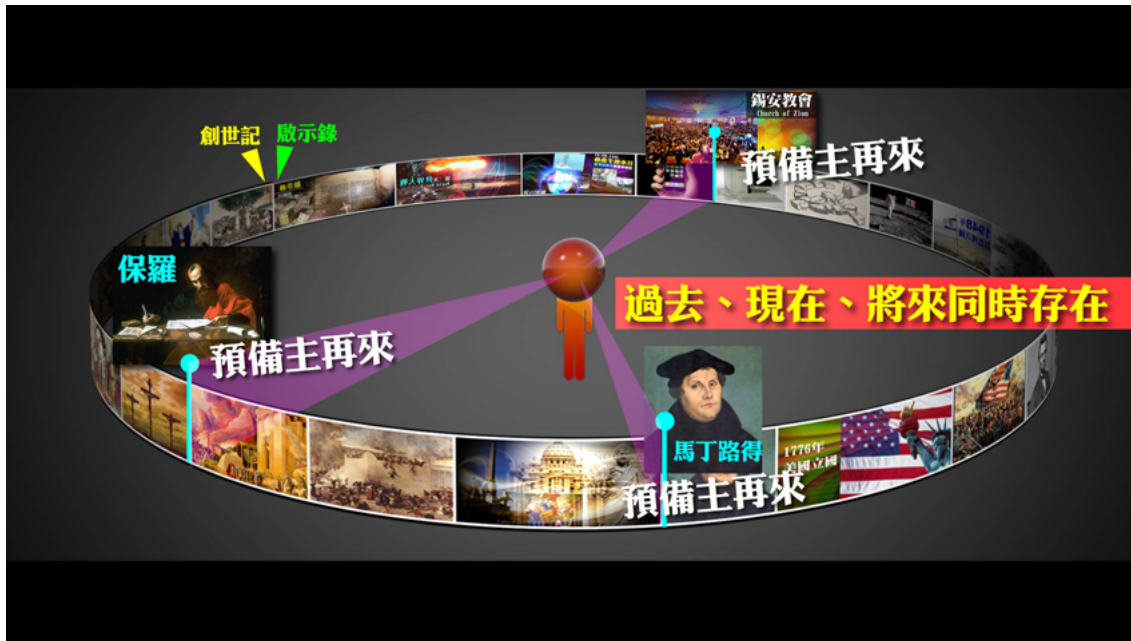 創世記
啟示錄
錫安教會
Church of Zion
預備主再來
保羅
過去、現在、將來同時存在
預備主再來
馬丁路得
1776年
美國立國
預備主再來